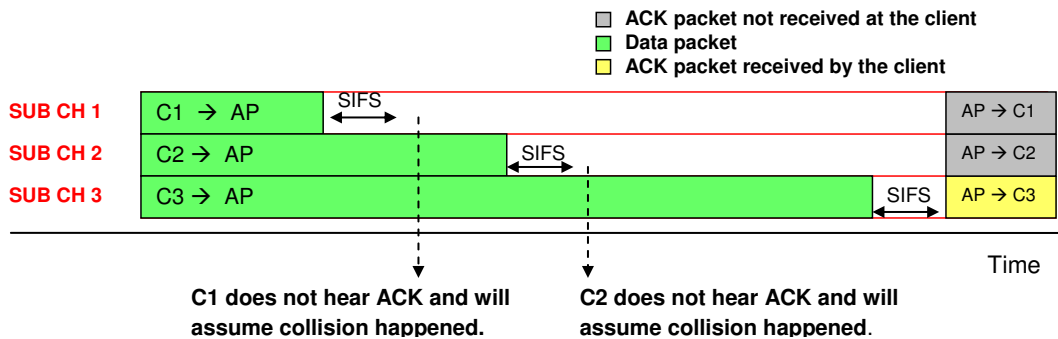 ACK packet not received at the client
Data packet
ACK packet received by the client
SUB CH 1
C1 → AP
SIFS
AP → C1
SUB CH 2
C2 → AP
SIFS
AP → C2
SUB CH 3
C3 → AP
SIFS
AP → C3
Time
C1 does not hear ACK and will
assume collision happened.
C2 does not hear ACK and will
assume collision happened.